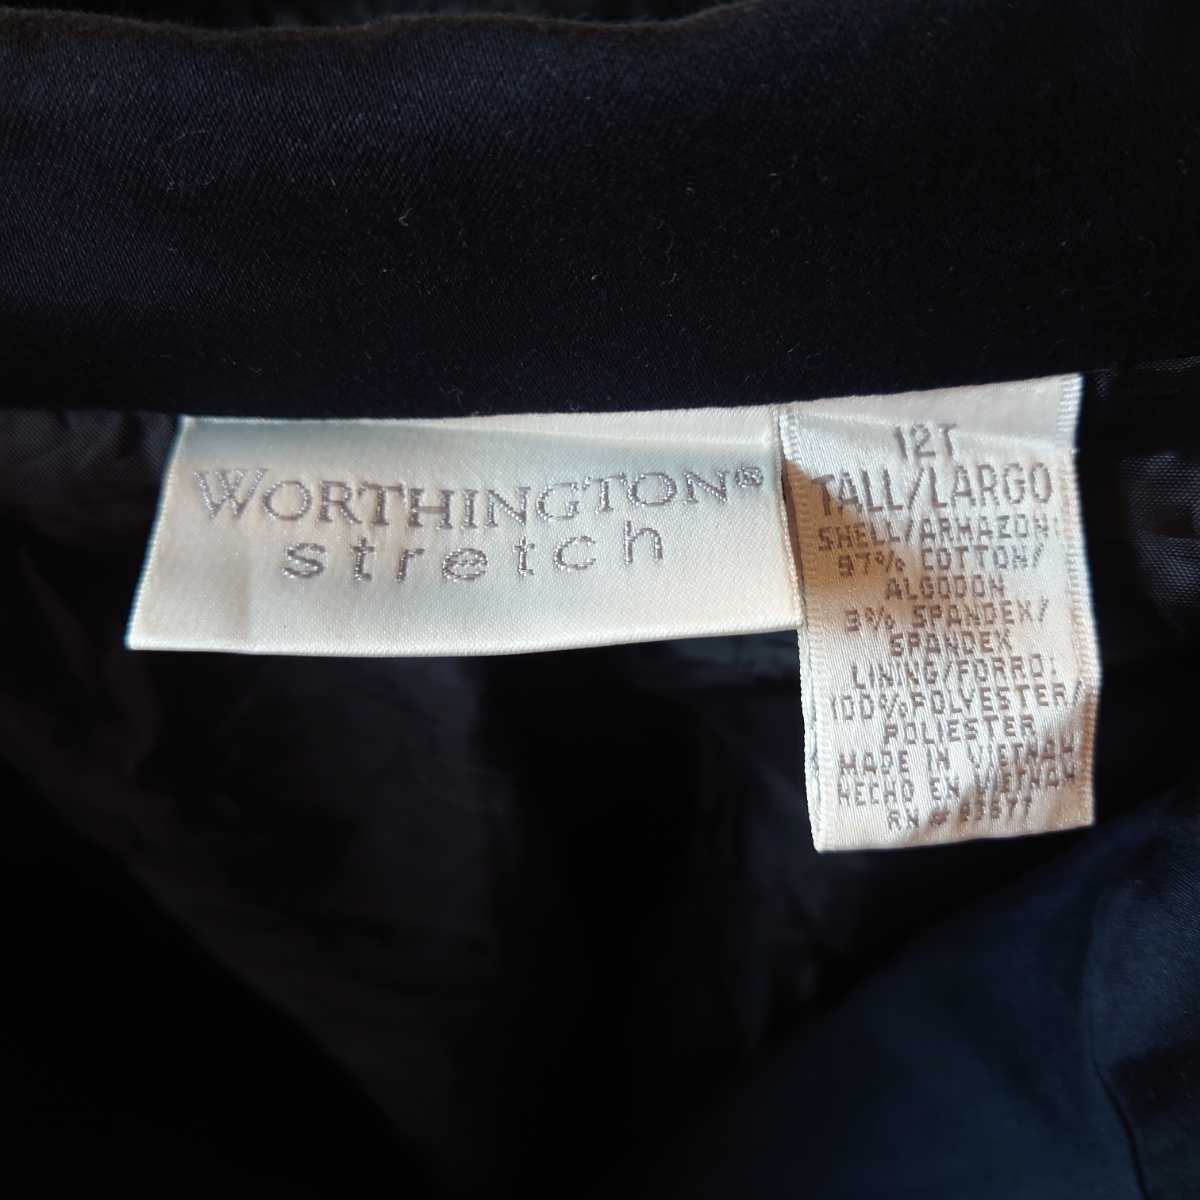 WORTHINGTON®
stretch
12T
TALL/LARGO
SHELL/ARMAZON:
97% COTTON/
ALGODON
3% SPANDEX/
SPANDEX
LINING/FORRO:
100% POLYESTER/
POLIESTER
MADE IN VIETNAM
HECHO EN VIETNAM
RN #